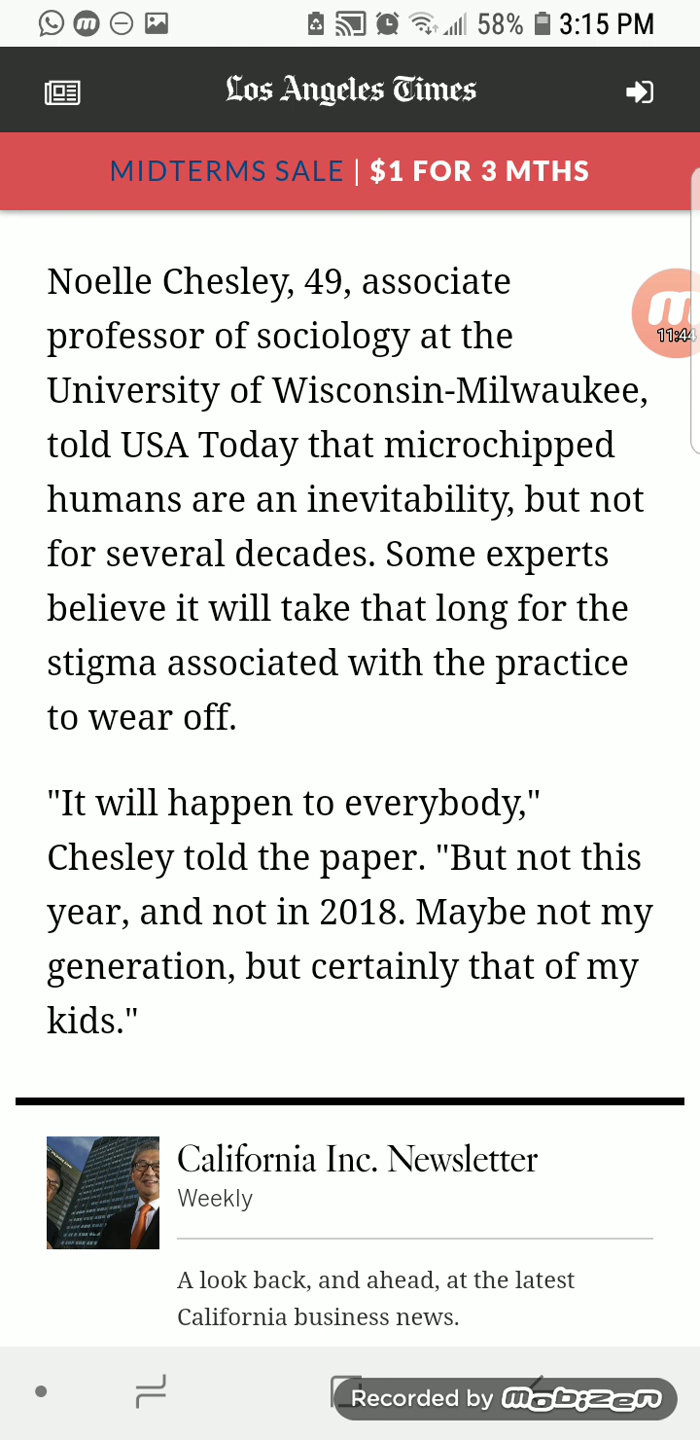 58% 3:15 PM
Los Angeles Times
MIDTERMS SALE | $1 FOR 3 MTHS
Noelle Chesley, 49, associate
professor of sociology at the
11:44
University of Wisconsin-Milwaukee,
told USA Today that microchipped
humans are an inevitability, but not
for several decades. Some experts
believe it will take that long for the
stigma associated with the practice
to wear off.
"It will happen to everybody,"
Chesley told the paper. "But not this
year, and not in 2018. Maybe not my
generation, but certainly that of my
kids."
California Inc. Newsletter
Weekly
A look back, and ahead, at the latest
California business news.
Recorded by mobizen